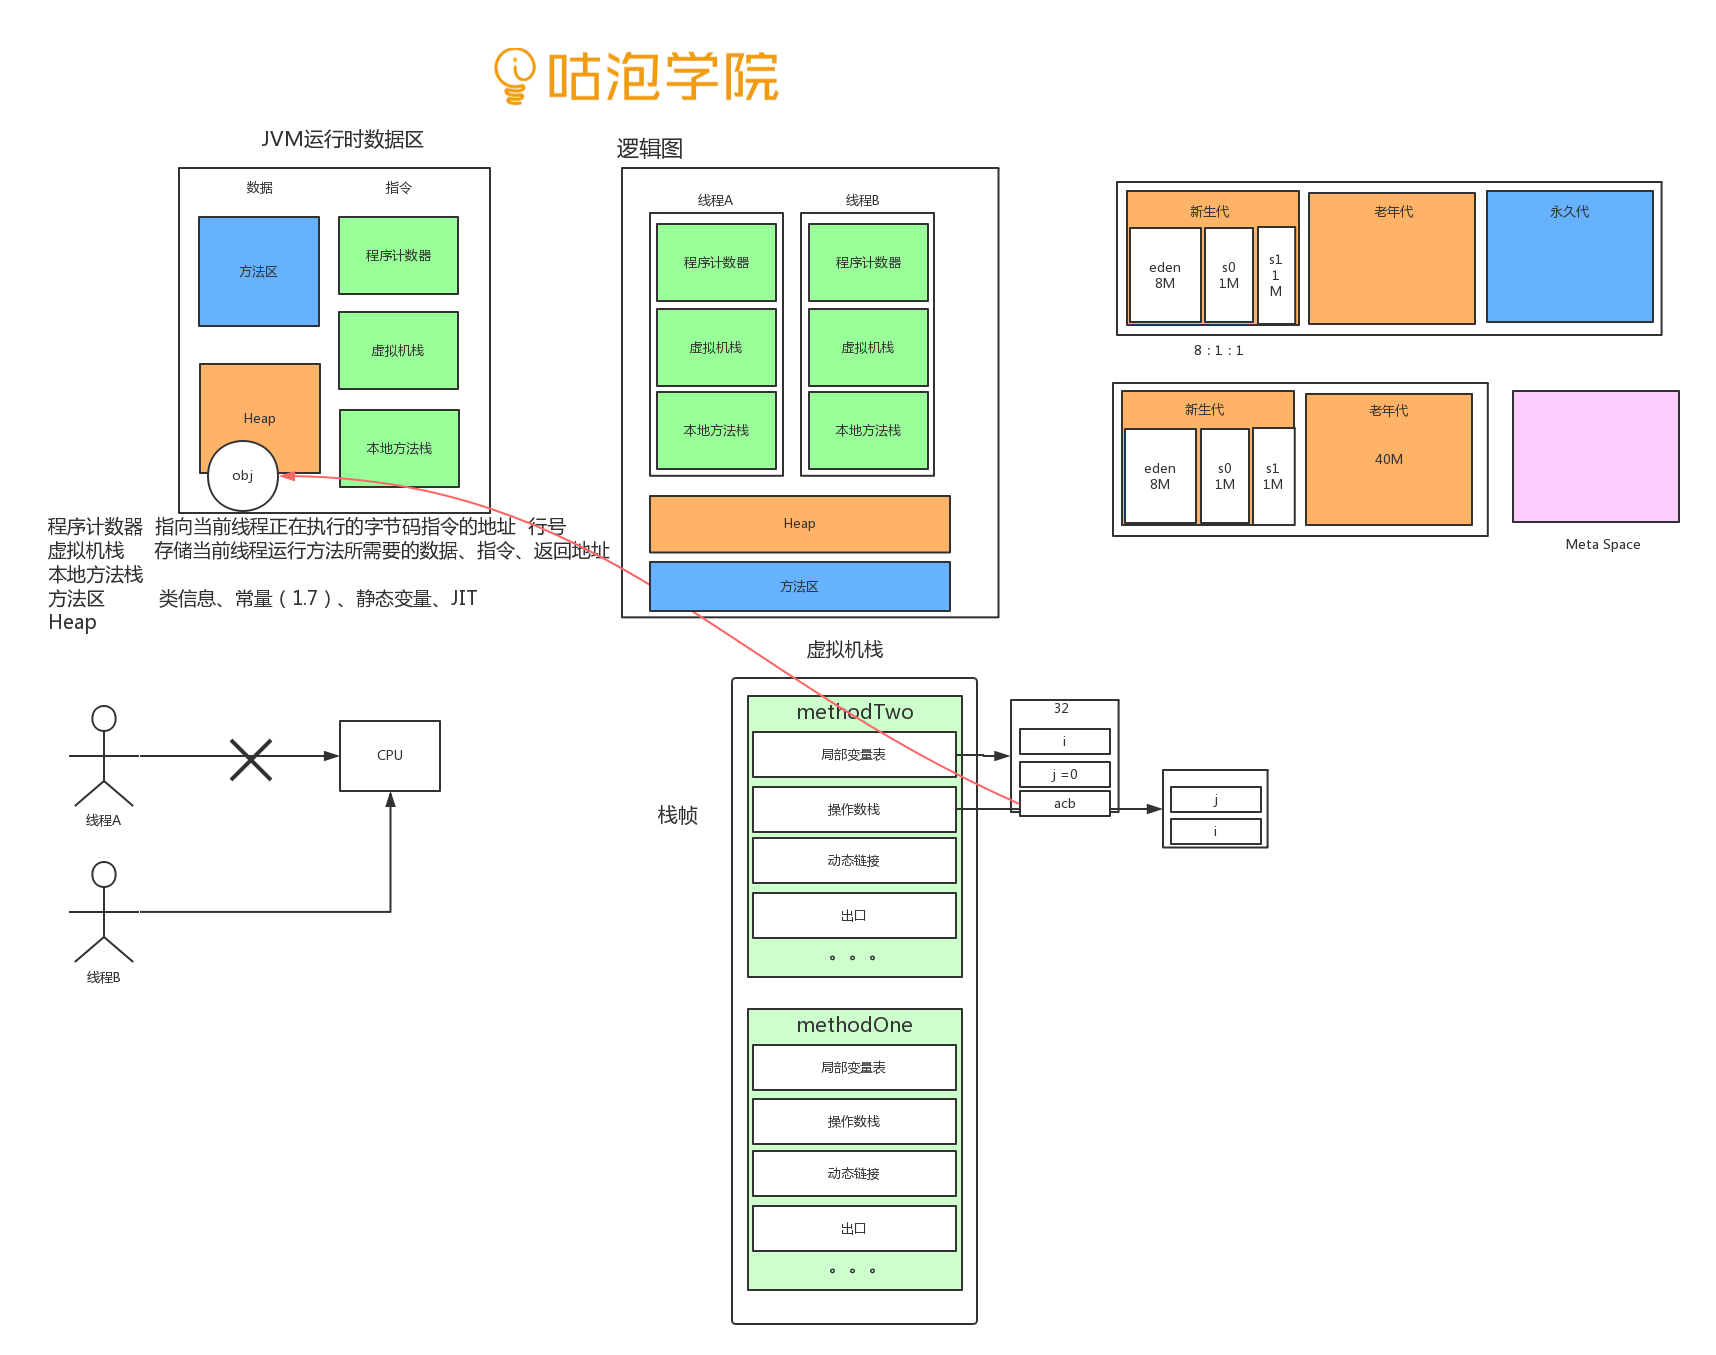 咕泡学院
JVM运行时数据区
数据
指令
方法区
程序计数器
虚拟机栈
Heap
本地方法栈
obj
程序计数器 指向当前线程正在执行的字节码指令的地址 行号
虚拟机栈 存储当前线程运行方法所需要的数据、指令、返回地址
本地方法栈
方法区 类信息、常量（1.7）、静态变量、JIT
Heap
逻辑图
线程A
线程B
程序计数器
程序计数器
虚拟机栈
虚拟机栈
本地方法栈
本地方法栈
Heap
方法区
新生代
老年代
永久代
eden
8M
s0
1M
s1
1
M
8 : 1 : 1
新生代
老年代
eden
8M
s0
1M
s1
1M
40M
Meta Space
线程A
CPU
线程B
虚拟机栈
栈帧
methodTwo
局部变量表
操作数栈
动态链接
出口
。。。
methodOne
局部变量表
操作数栈
动态链接
出口
。。。
32
i
j =0
acb
j
i